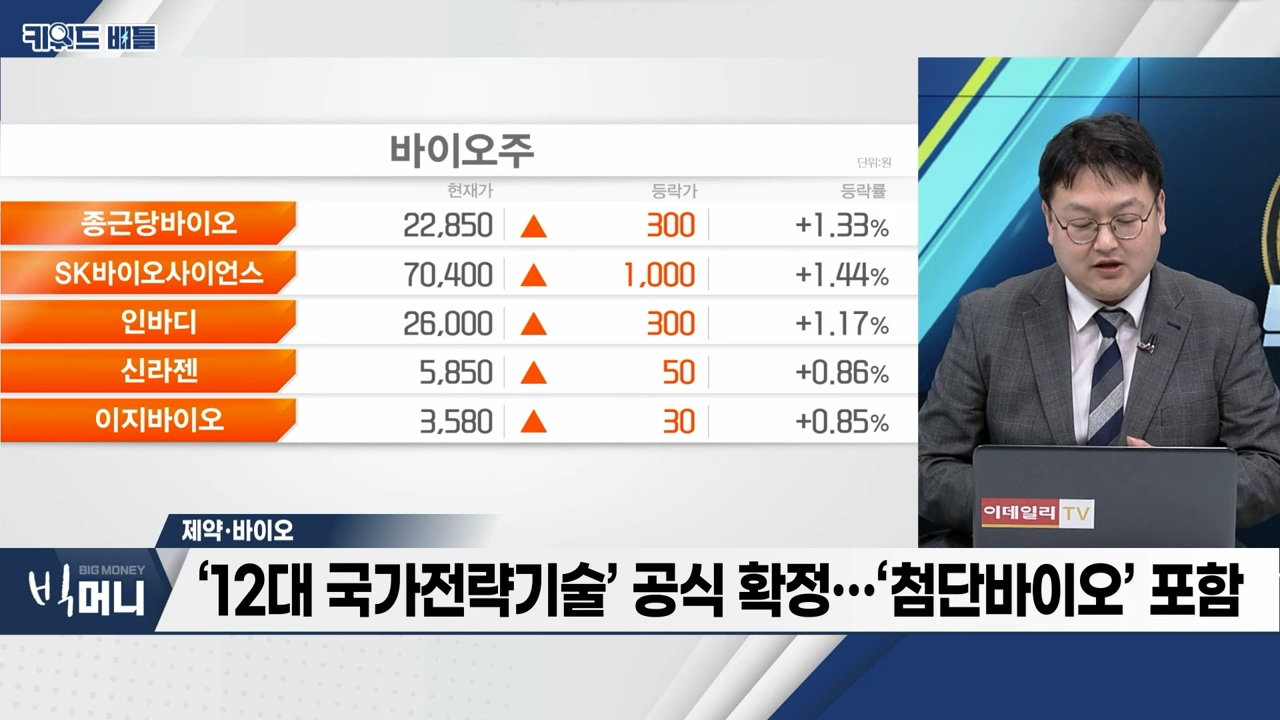 키워드 배틀
바이오주
단위:원
현재가 등락가 등락률
종근당바이오 22,850 ▲ 300 +1.33%
SK바이오사이언스 70,400 ▲ 1,000 +1.44%
인바디 26,000 ▲ 300 +1.17%
신라젠 5,850 ▲ 50 +0.86%
이지바이오 3,580 ▲ 30 +0.85%
이데일리TV
제약·바이오
BIG MONEY
빅머니
‘12대 국가전략기술’ 공식 확정…‘첨단바이오’ 포함